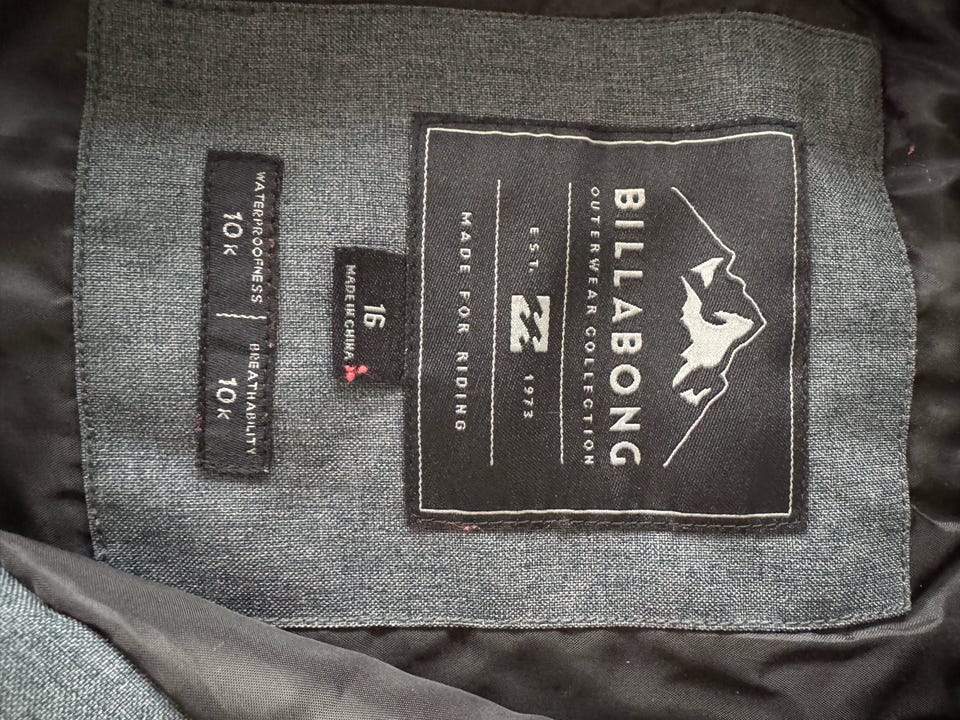 BILLABONG
OUTERWEAR COLLECTION
EST. 1973
MADE FOR RIDING
16
MADE IN CHINA
WATERPROOFNESS
10K
BREATHABILITY
10K